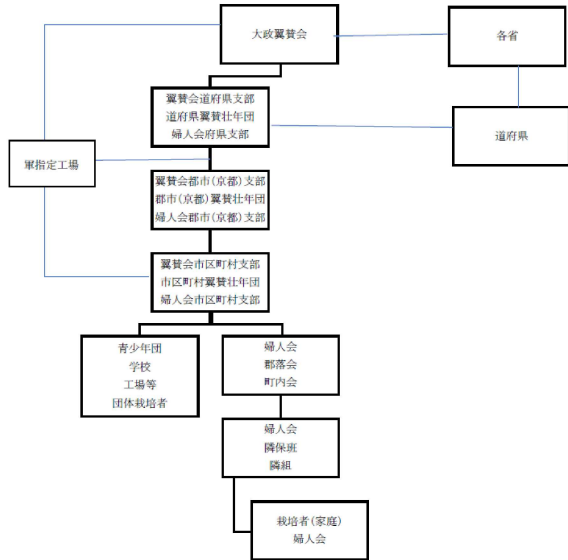 大政翼賛会
各省
翼賛会道府県支部
道府県翼賛壮年団
婦人会府県支部
道府県
軍指定工場
翼賛会都市(京都)支部
郡市(京都)翼賛壮年団
婦人会郡市(京都)支部
翼賛会市区町村支部
市区町村翼賛壮年団
婦人会市区町村支部
青少年団
学校
工場等
団体栽培者
婦人会
郡落会
町内会
婦人会
隣保班
隣組
栽培者(家庭)
婦人会